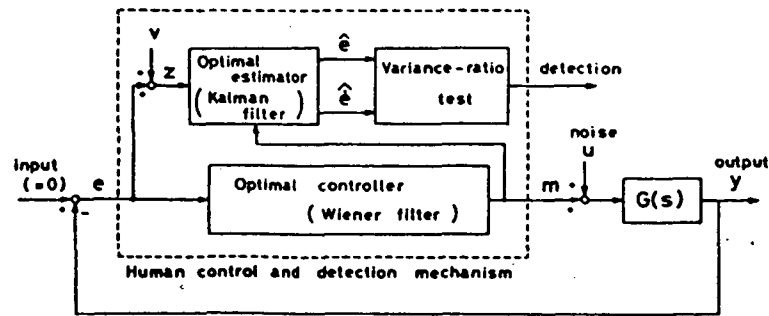 v
z
Optimal
estimator
( Kalman
filter )
ê
ê̇
Variance-ratio
test
detection
input
(=0)
e
Optimal controller
( Wiener filter )
m
noise
u
G(s)
output
y
+
+
+
-
+
+
Human control and detection mechanism